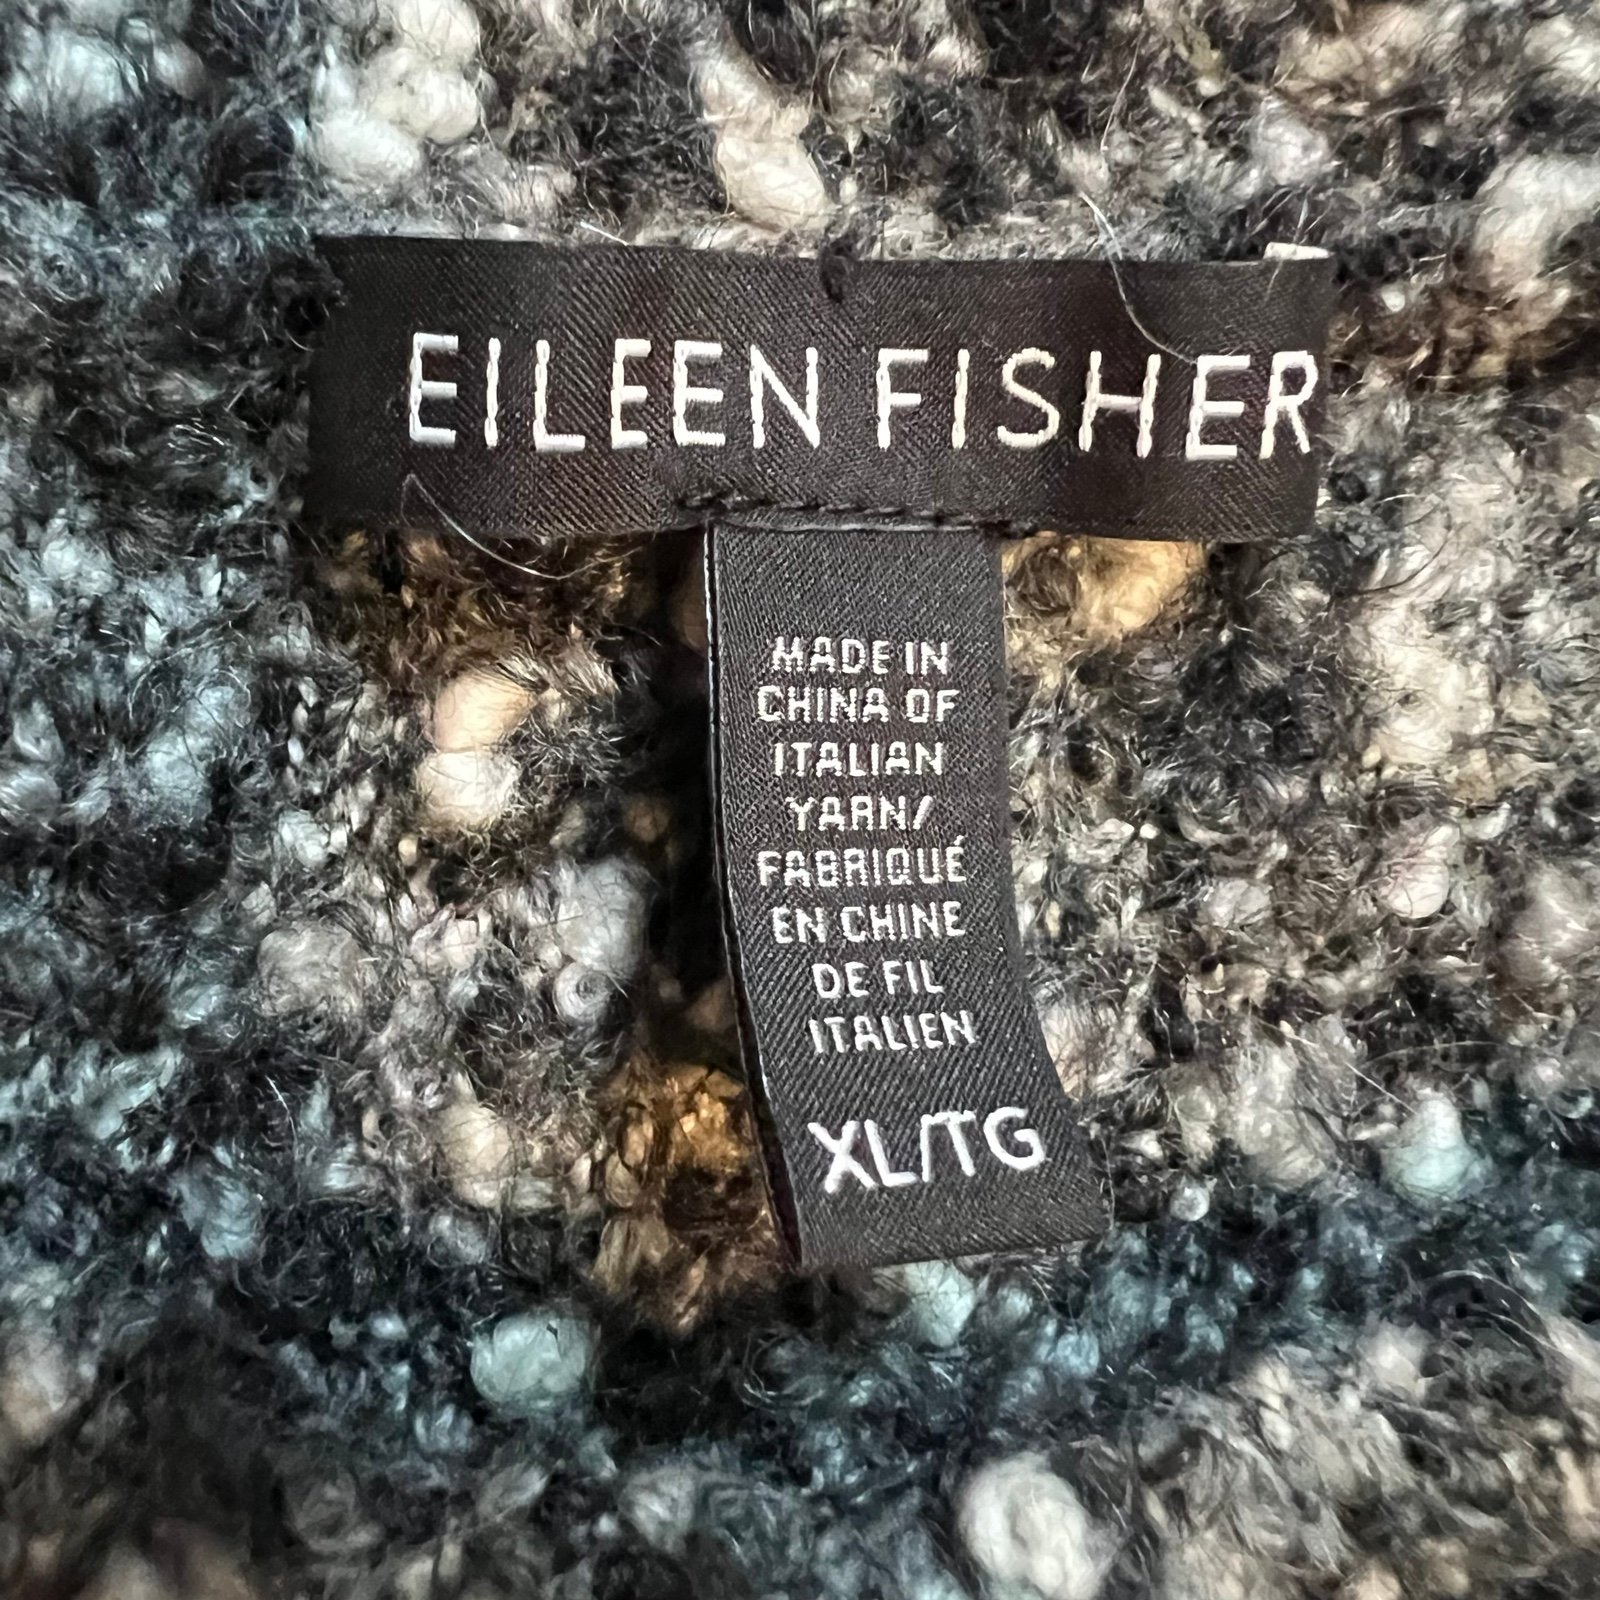 EILEEN FISHER
MADE IN
CHINA OF
ITALIAN
YARN/
FABRIQUÉ
EN CHINE
DE FIL
ITALIEN
XL/TG